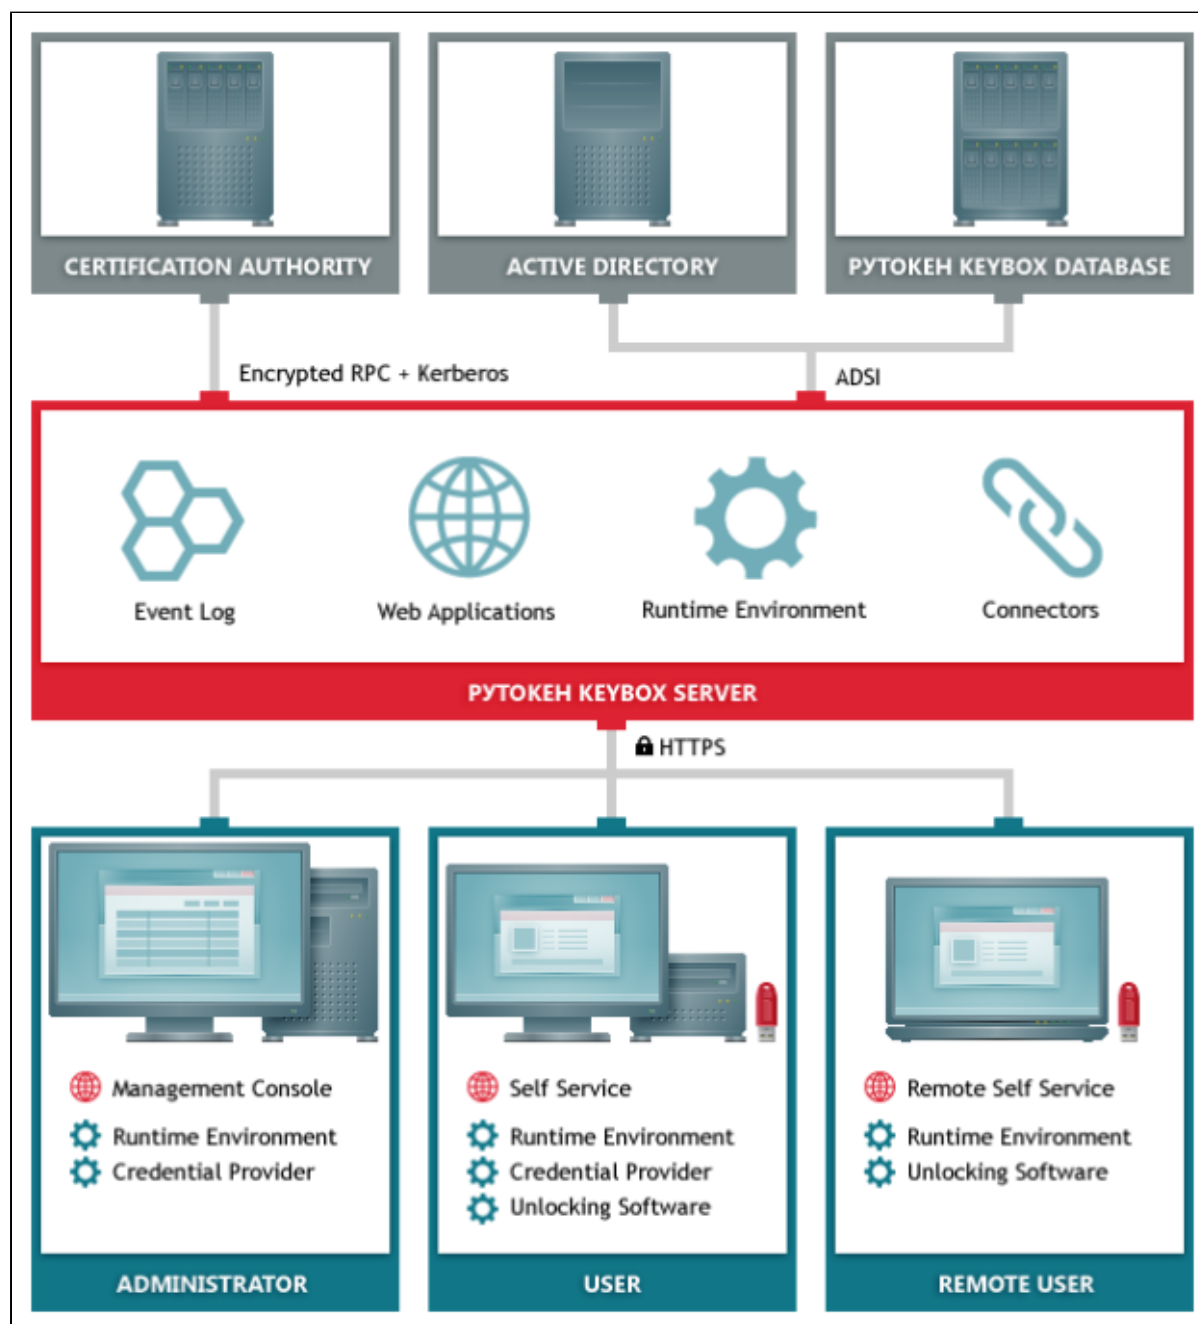 CERTIFICATION AUTHORITY
ACTIVE DIRECTORY
РУТОКЕН KEYBOX DATABASE
Encrypted RPC + Kerberos
ADSI
Event Log
Web Applications
Runtime Environment
Connectors
РУТОКЕН KEYBOX SERVER
HTTPS
Management Console
Runtime Environment
Credential Provider
ADMINISTRATOR
Self Service
Runtime Environment
Credential Provider
Unlocking Software
USER
Remote Self Service
Runtime Environment
Unlocking Software
REMOTE USER